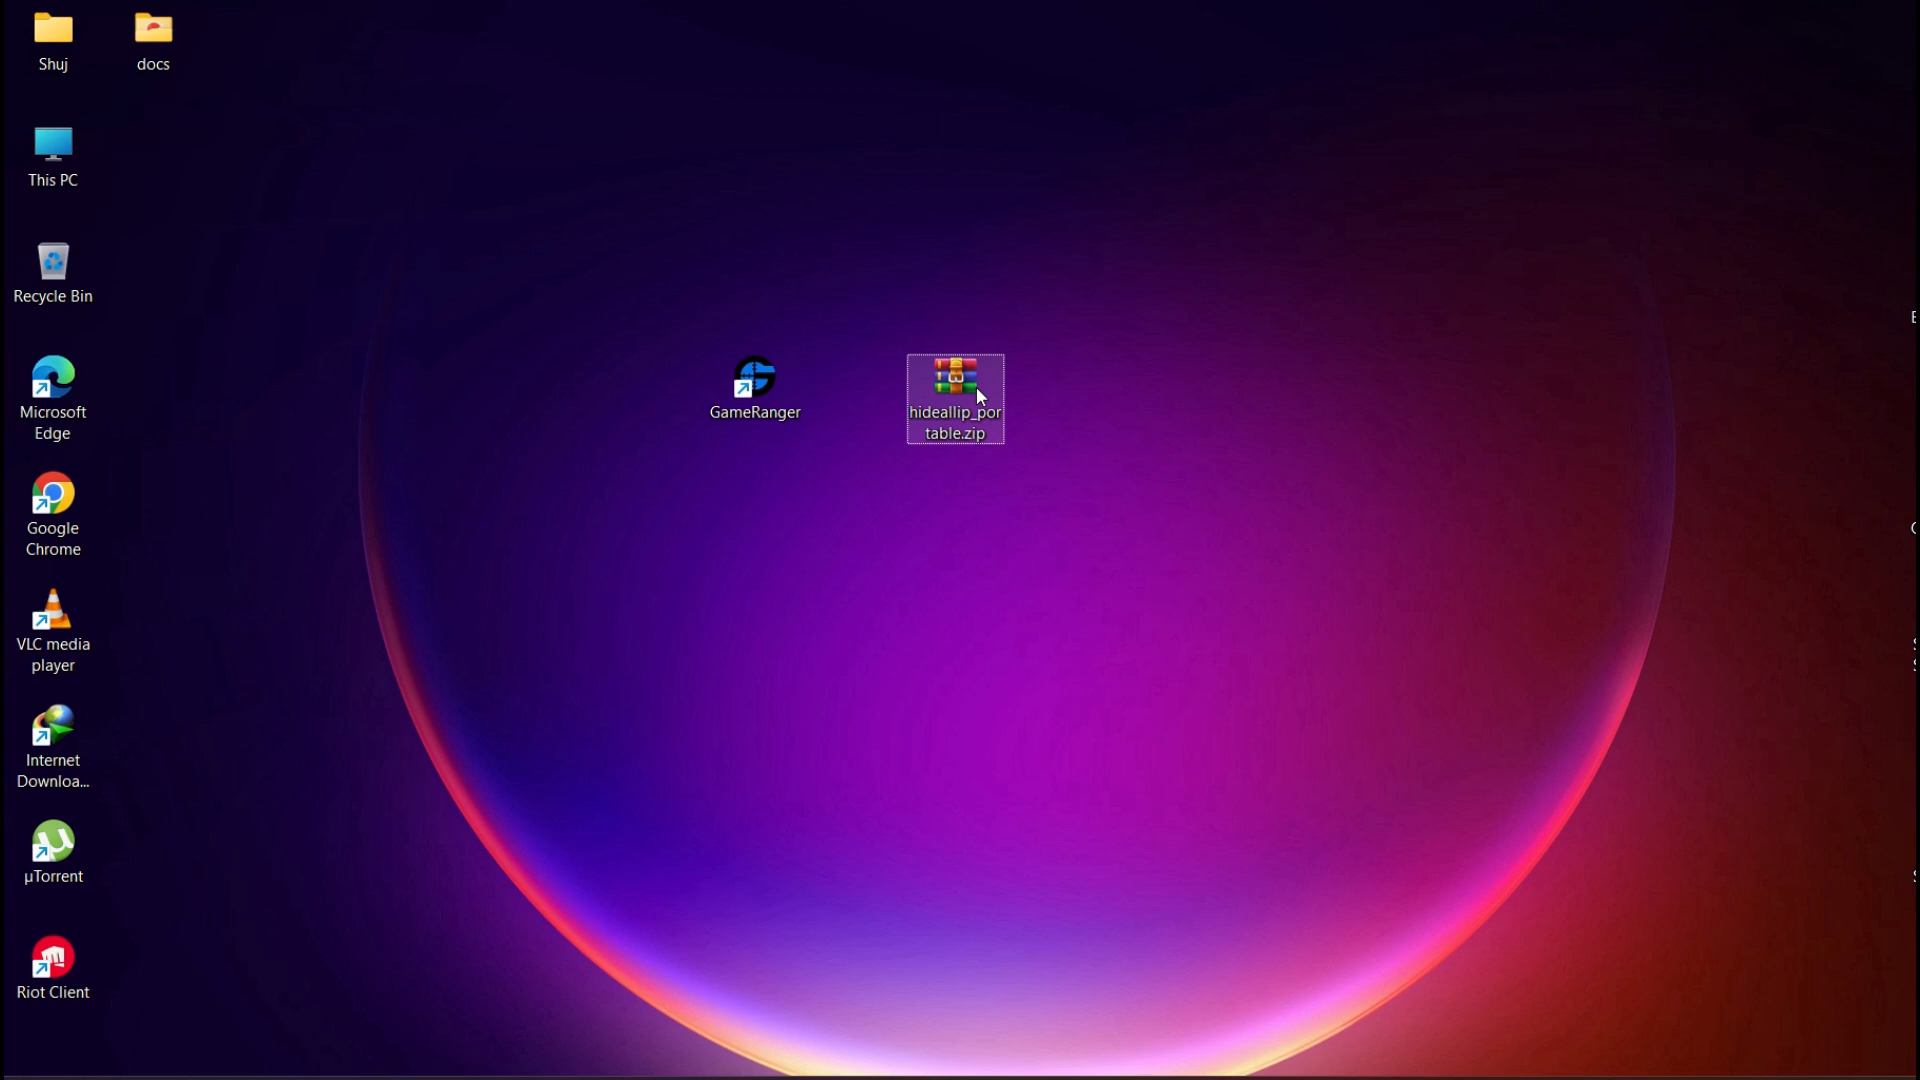 Shuj
docs
This PC
Recycle Bin
Microsoft
Edge
GameRanger
hideallip_por
table.zip
Google
Chrome
VLC media
player
Internet
Downloa...
µTorrent
Riot Client